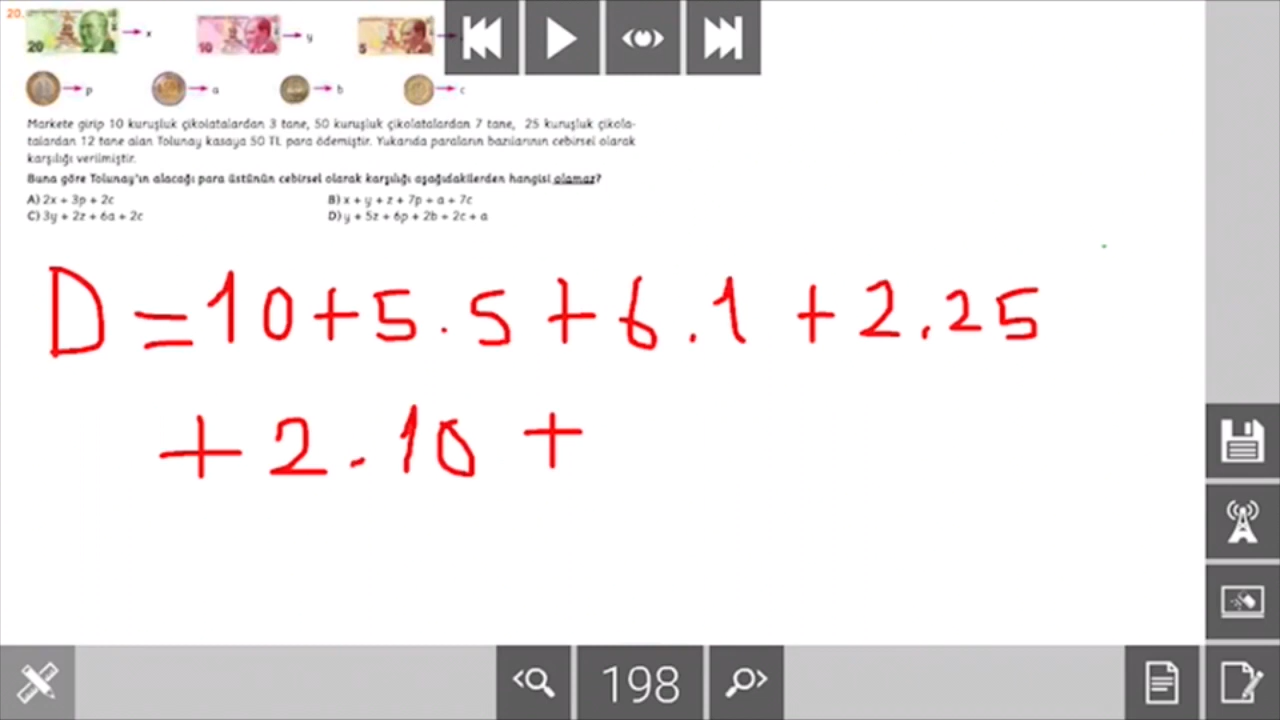 20.
20 → x
10 → y
5 →
→ p
→ a
→ b
→ c
Markete girip 10 kuruşluk çikolatalardan 3 tane, 50 kuruşluk çikolatalardan 7 tane, 25 kuruşluk çikola-
talardan 12 tane alan Tolunay kasaya 50 TL para ödemiştir. Yukarıda paraların bazılarının cebirsel olarak
karşılığı verilmiştir.
Buna göre Tolunay'ın alacağı para üstünün cebirsel olarak karşılığı aşağıdakilerden hangisi olamaz?
A) 2x + 3p + 2c
B) x + y + z + 7p + a + 7c
C) 3y + 2z + 6a + 2c
D) y + 5z + 6p + 2b + 2c + a
D = 10 + 5 . 5 + 6 . 1 + 2 . 25
+ 2 . 10 +
198